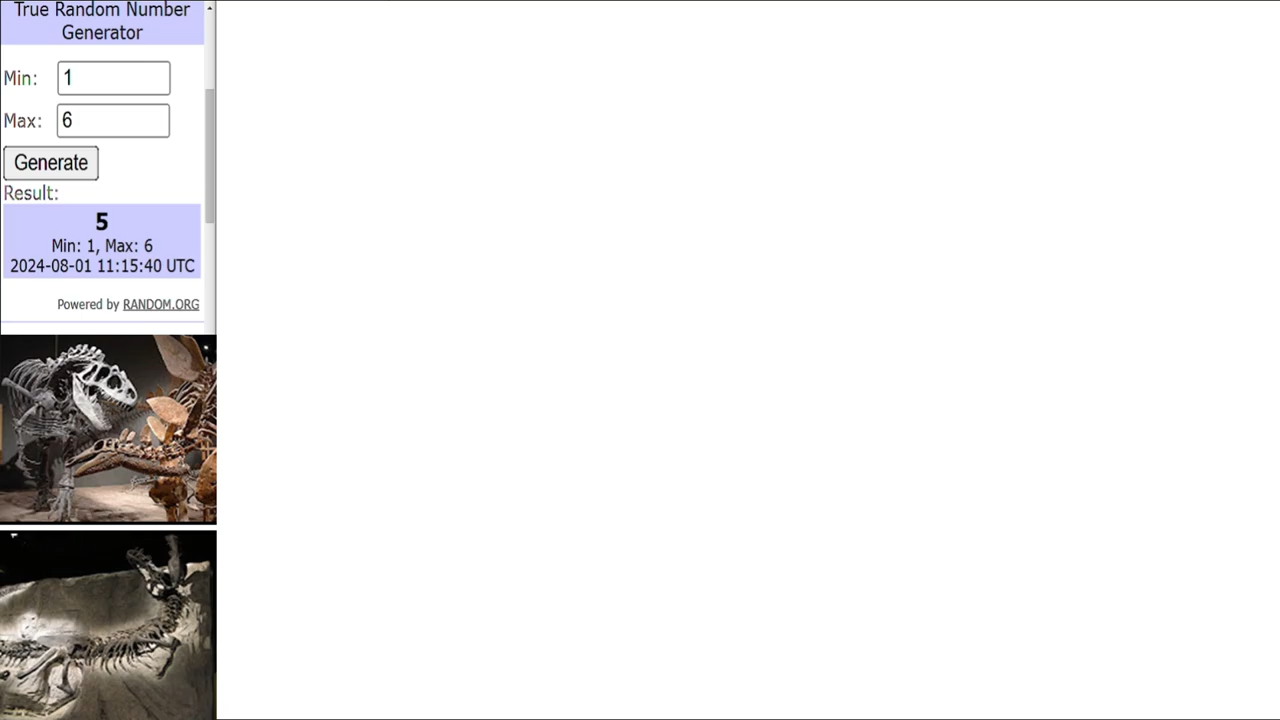 True Random Number
Generator
Min: 1
Max: 6
Generate
Result:
5
Min: 1, Max: 6
2024-08-01 11:15:40 UTC
Powered by RANDOM.ORG